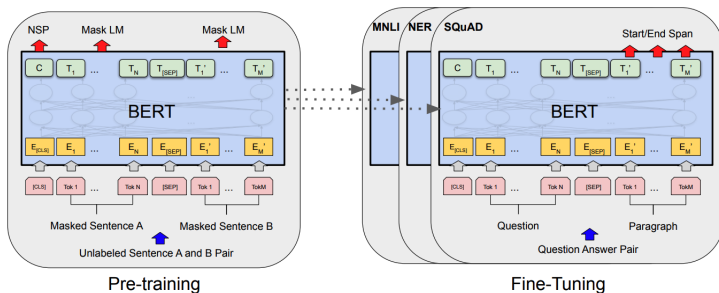 NSP Mask LM Mask LM
C T1 ... TN T[SEP] T1' ... TM'
BERT
E[CLS] E1 ... EN E[SEP] E1' ... EM'
[CLS] Tok 1 ... Tok N [SEP] Tok 1 ... TokM
Masked Sentence A Masked Sentence B
Unlabeled Sentence A and B Pair
Pre-training
MNLI NER SQuAD
Start/End Span
C T1 ... TN T[SEP] T1' ... TM'
BERT
E[CLS] E1 ... EN E[SEP] E1' ... EM'
[CLS] Tok 1 ... Tok N [SEP] Tok 1 ... TokM
Question Paragraph
Question Answer Pair
Fine-Tuning